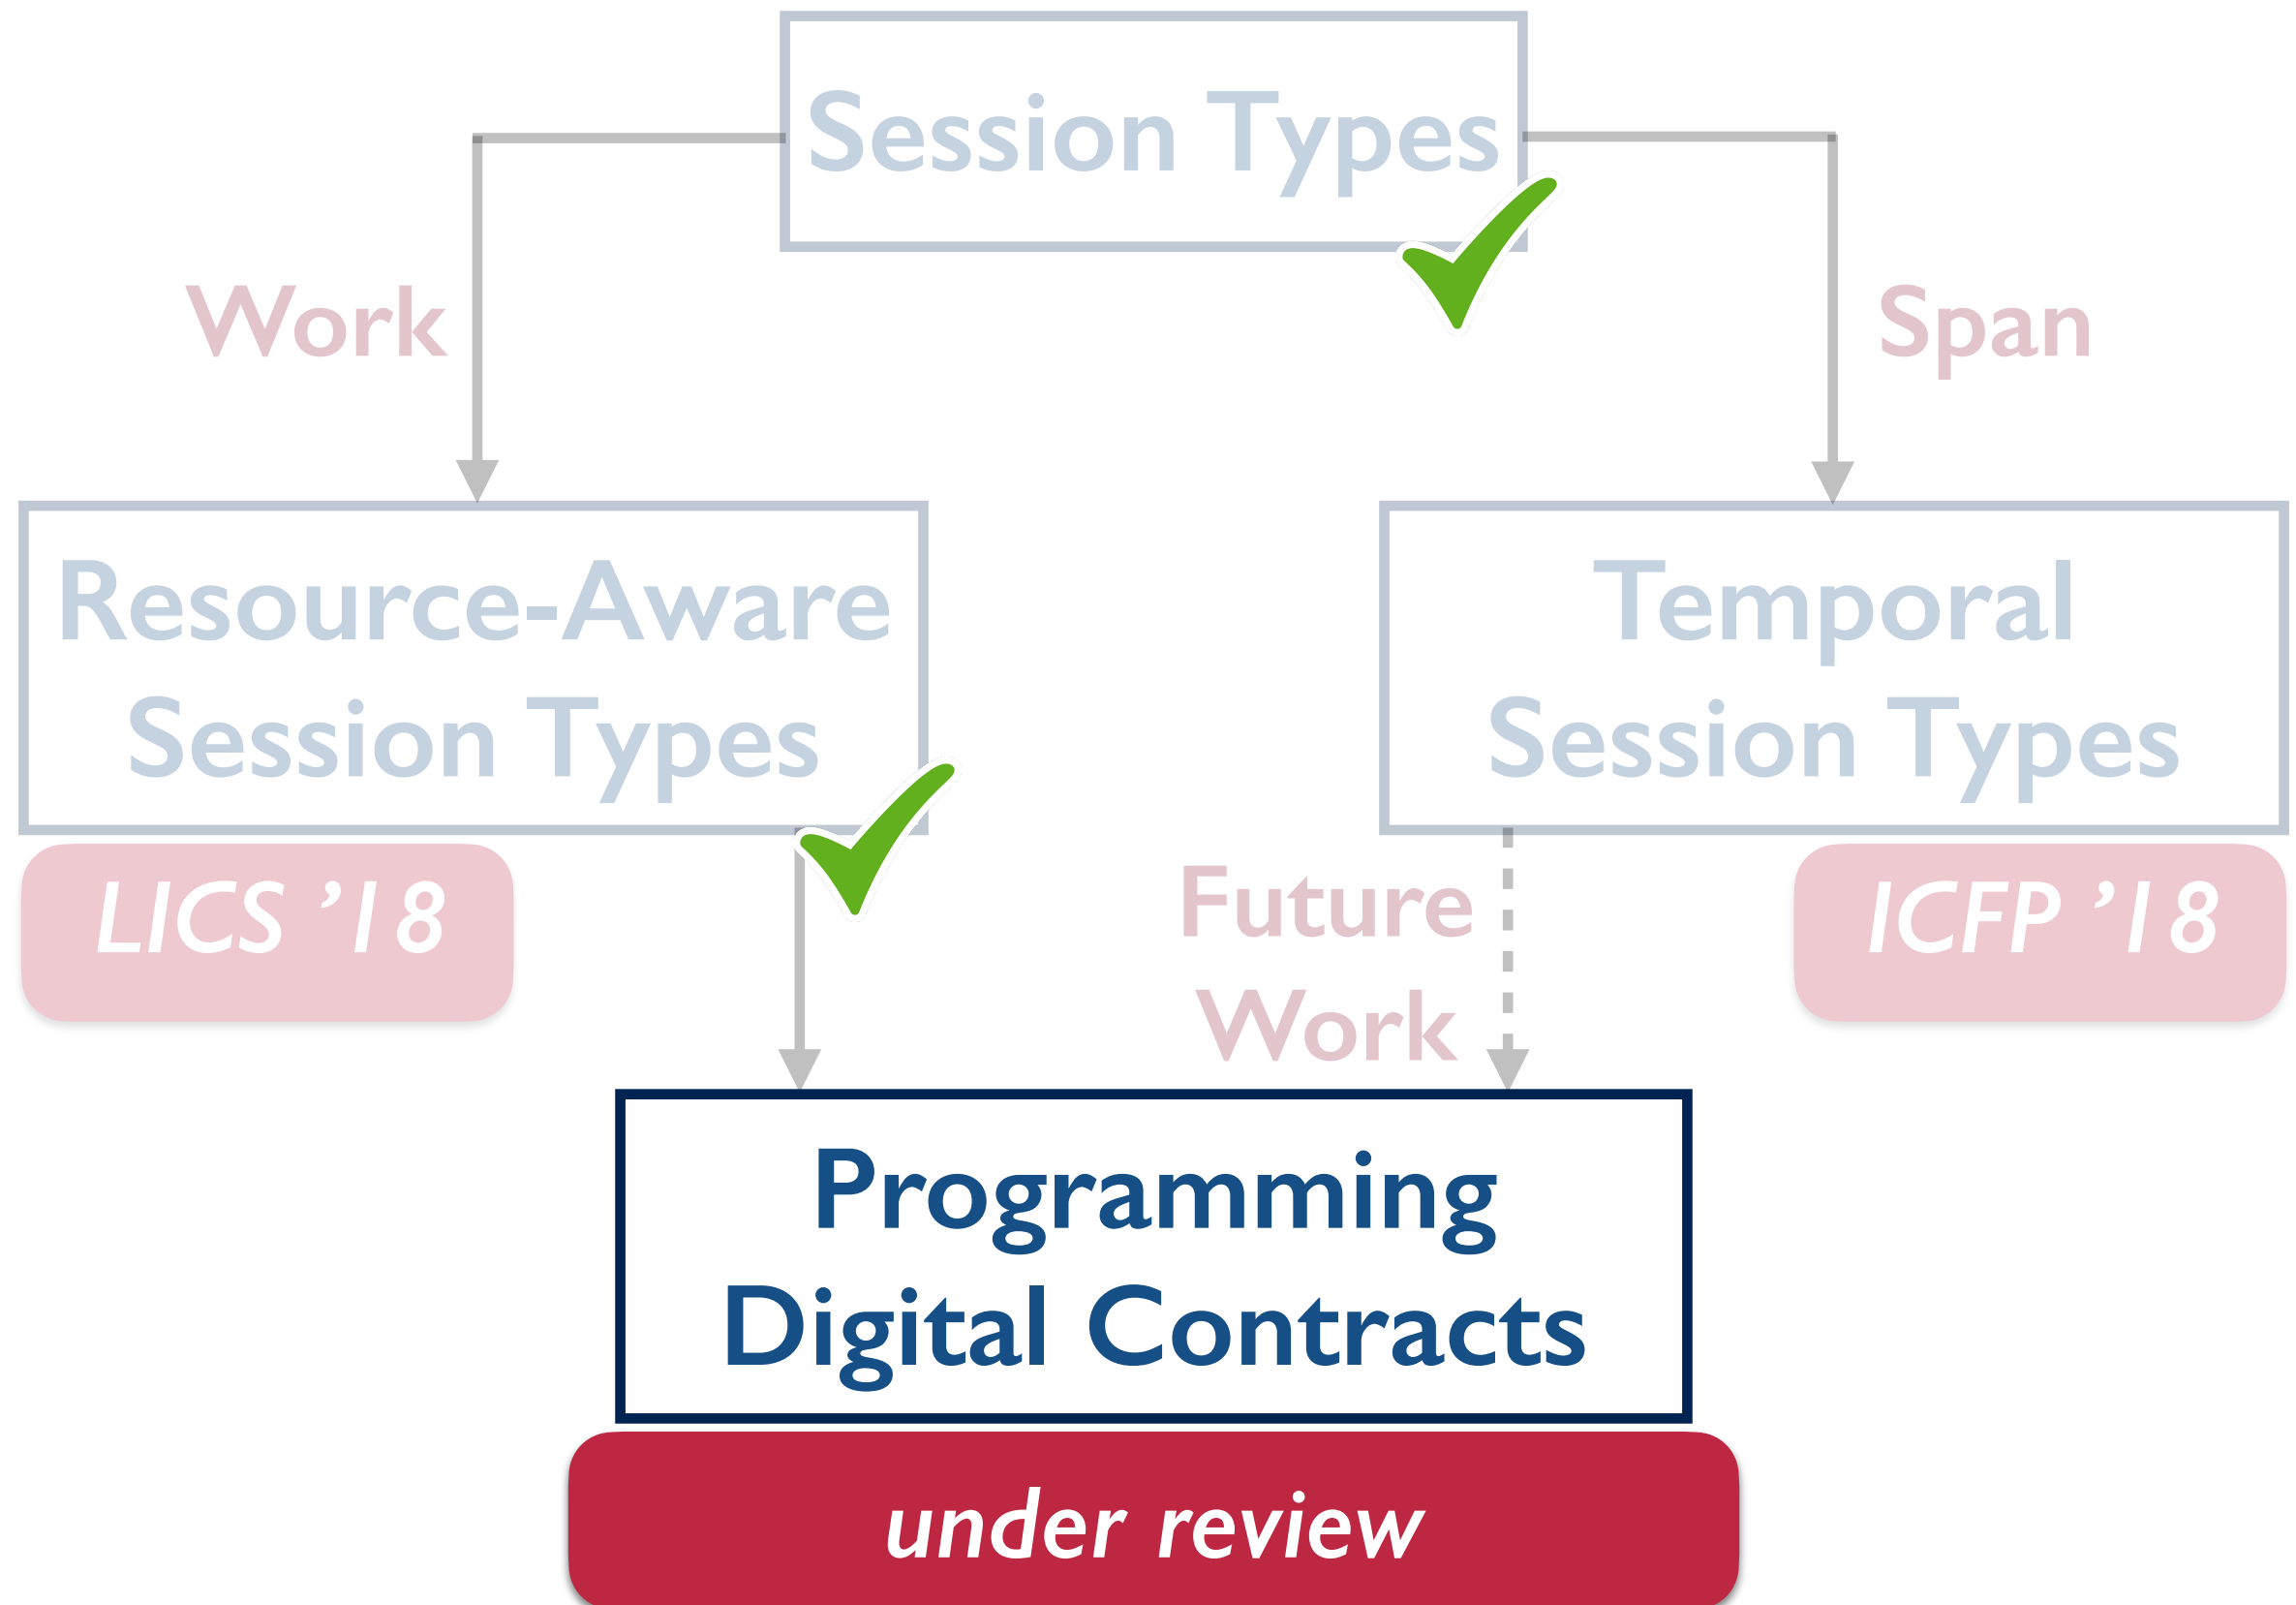 Session Types
Work
Span
Resource-Aware
Session Types
Temporal
Session Types
LICS ’18
Future
Work
ICFP ’18
Programming
Digital Contracts
under review